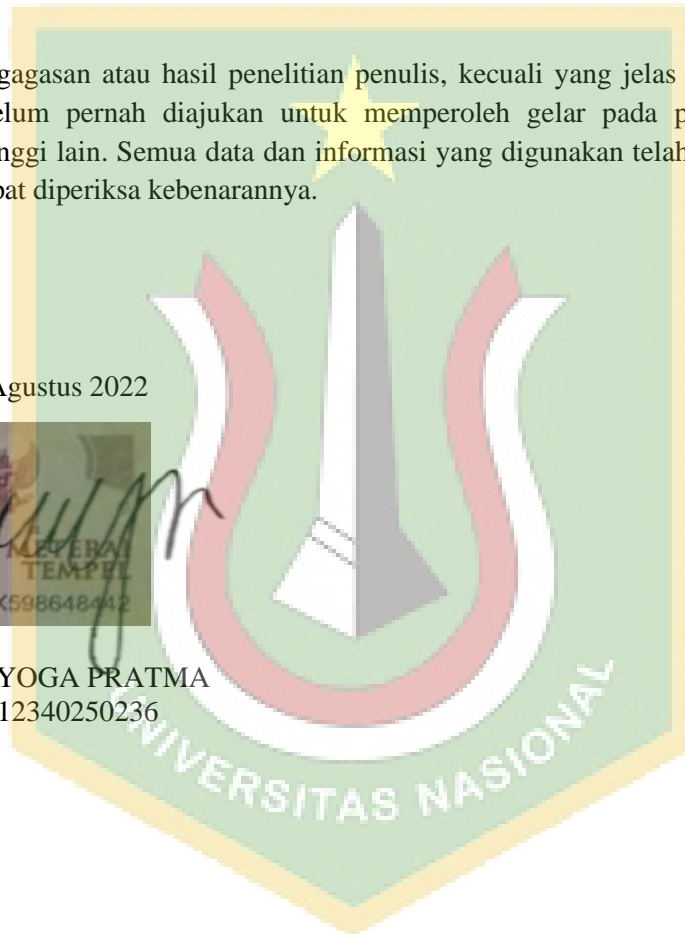 gagasan atau hasil penelitian penulis, kecuali yang jelas
elum pernah diajukan untuk memperoleh gelar pada p
nggi lain. Semua data dan informasi yang digunakan telah
pat diperiksa kebenarannya.
Agustus 2022
METERAI
TEMPEL
X598648442
YOGA PRATMA
12340250236
UNIVERSITAS NASIONAL